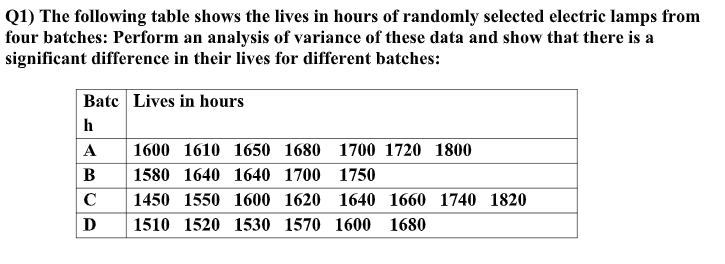 Q1) The following table shows the lives in hours of randomly selected electric lamps from
four batches: Perform an analysis of variance of these data and show that there is a
significant difference in their lives for different batches:
Batc Lives in hours
h
A 1600 1610 1650 1680 1700 1720 1800
B 1580 1640 1640 1700 1750
C 1450 1550 1600 1620 1640 1660 1740 1820
D 1510 1520 1530 1570 1600 1680